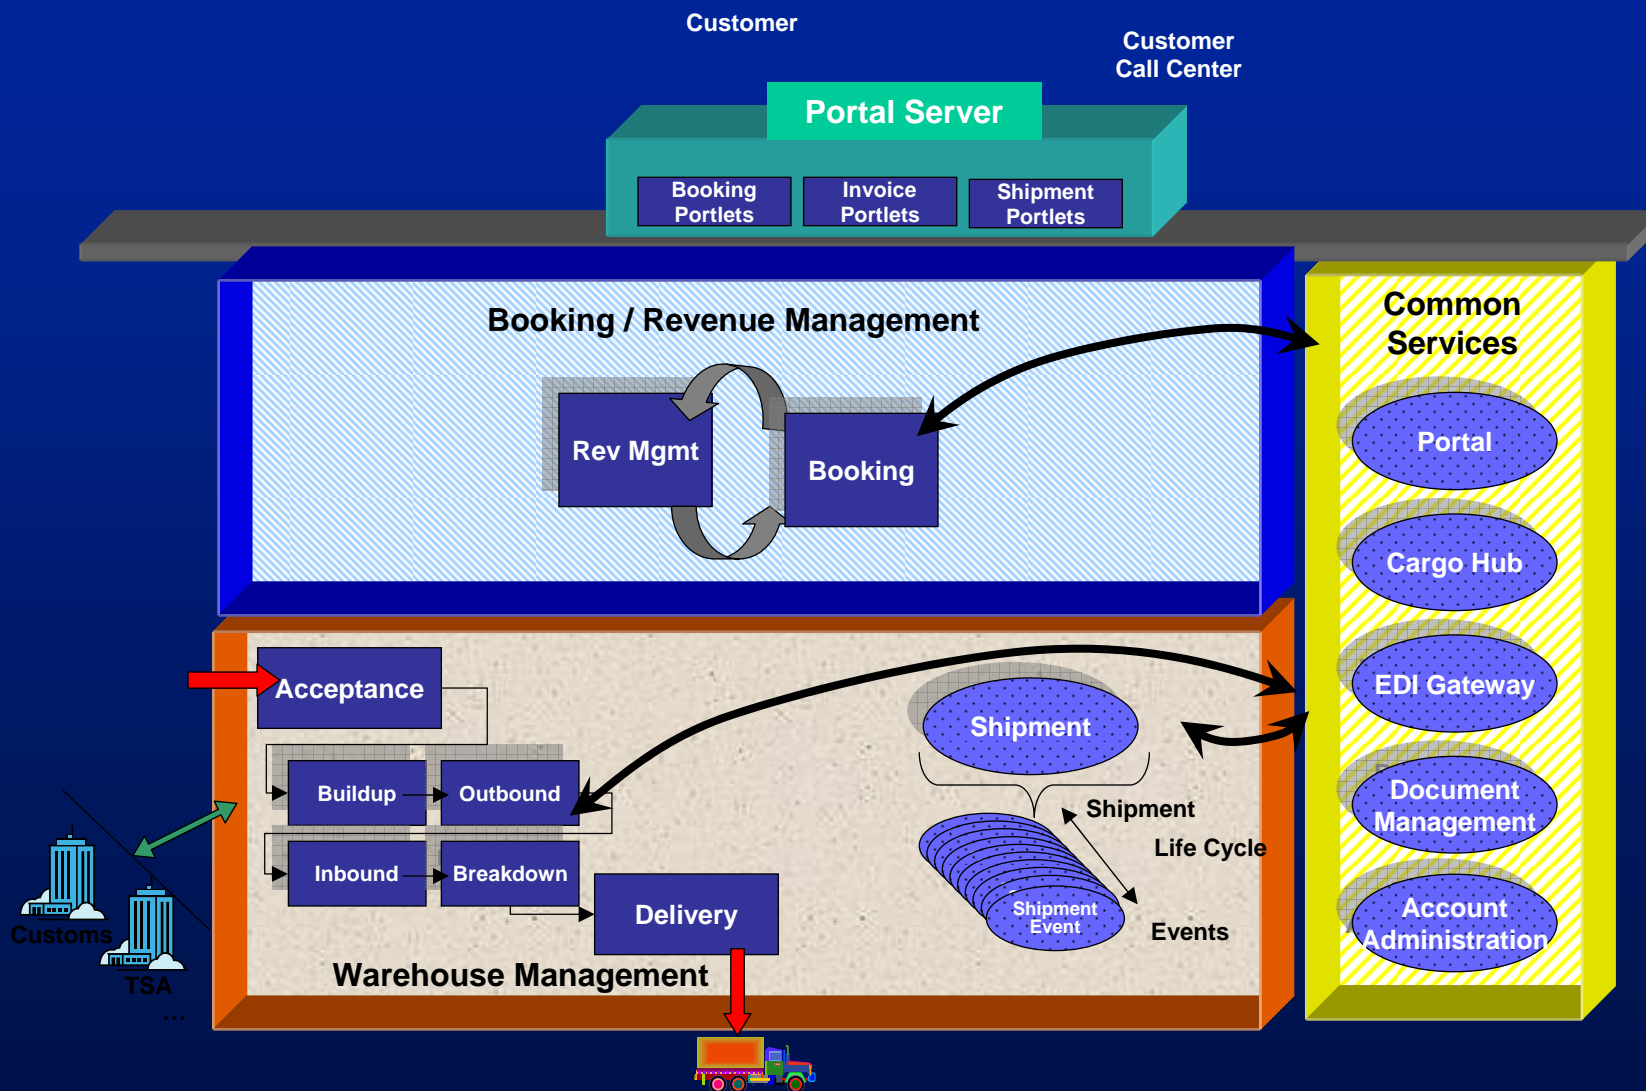 Customer
Customer
Call Center
Portal Server
Booking
Portlets
Invoice
Portlets
Shipment
Portlets
Booking / Revenue Management
Rev Mgmt
Booking
Common
Services
Portal
Cargo Hub
EDI Gateway
Document
Management
Account
Administration
Acceptance
Buildup
Outbound
Inbound
Breakdown
Delivery
Warehouse Management
Shipment
Shipment
Life Cycle
Events
Shipment
Event
Customs
TSA
...